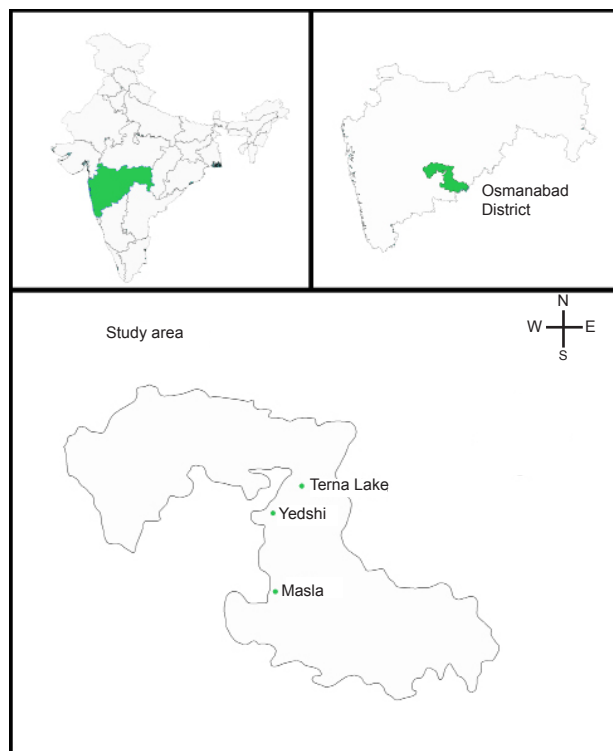 Osmanabad
District
Study area
N
W E
S
Terna Lake
Yedshi
Masla